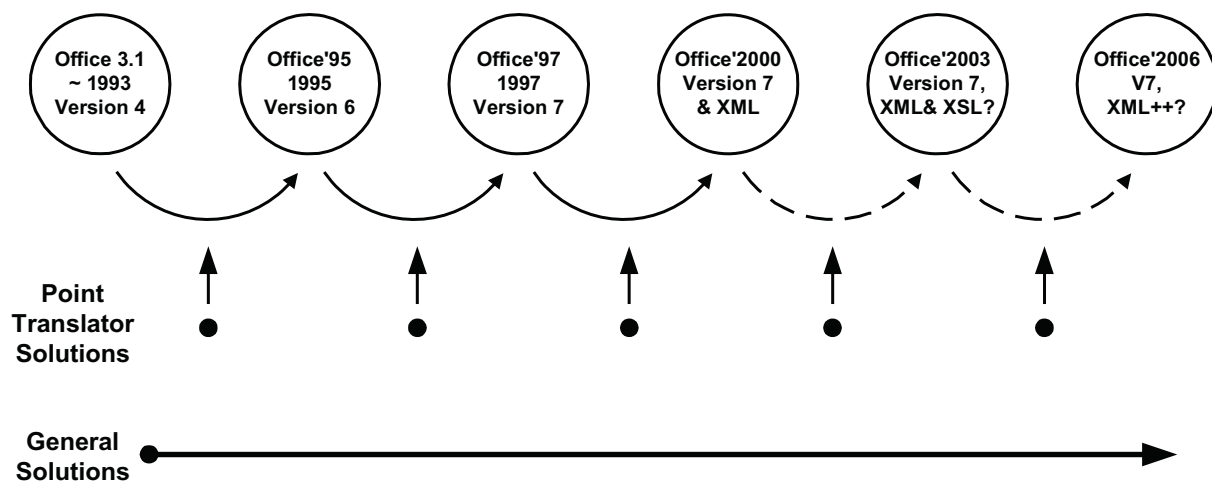 Office 3.1
~ 1993
Version 4
Office'95
1995
Version 6
Office'97
1997
Version 7
Office'2000
Version 7
& XML
Office'2003
Version 7,
XML& XSL?
Office'2006
V7,
XML++?
Point
Translator
Solutions
General
Solutions